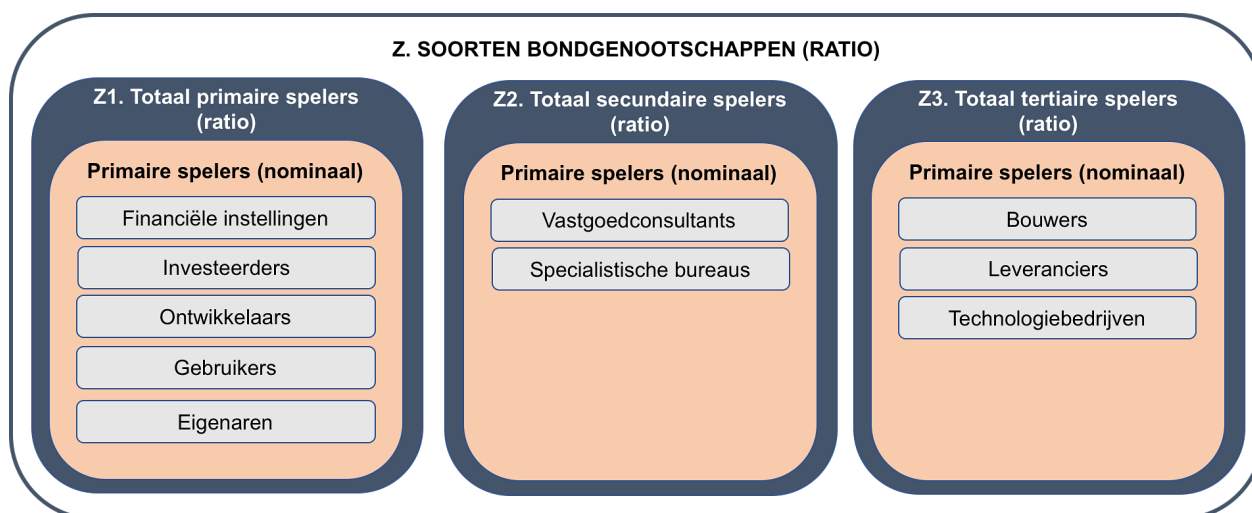 Z. SOORTEN BONDGENOOTSCHAPPEN (RATIO)
Z1. Totaal primaire spelers
(ratio)
Primaire spelers (nominaal)
Financiële instellingen
Investeerders
Ontwikkelaars
Gebruikers
Eigenaren
Z2. Totaal secundaire spelers
(ratio)
Primaire spelers (nominaal)
Vastgoedconsultants
Specialistische bureaus
Z3. Totaal tertiaire spelers
(ratio)
Primaire spelers (nominaal)
Bouwers
Leveranciers
Technologiebedrijven